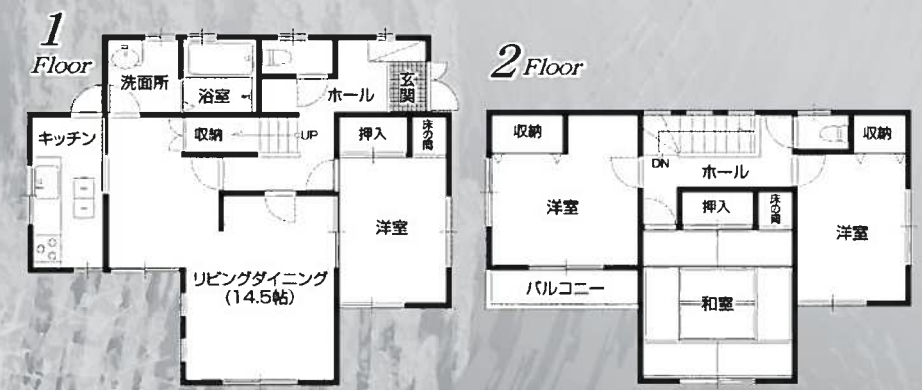 1
Floor
洗面所
浴室
ホール
玄関
キッチン
収納
UP
押入
床の間
洋室
リビングダイニング
(14.5帖)
2 Floor
収納
DN
ホール
収納
洋室
押入
床の間
洋室
バルコニー
和室